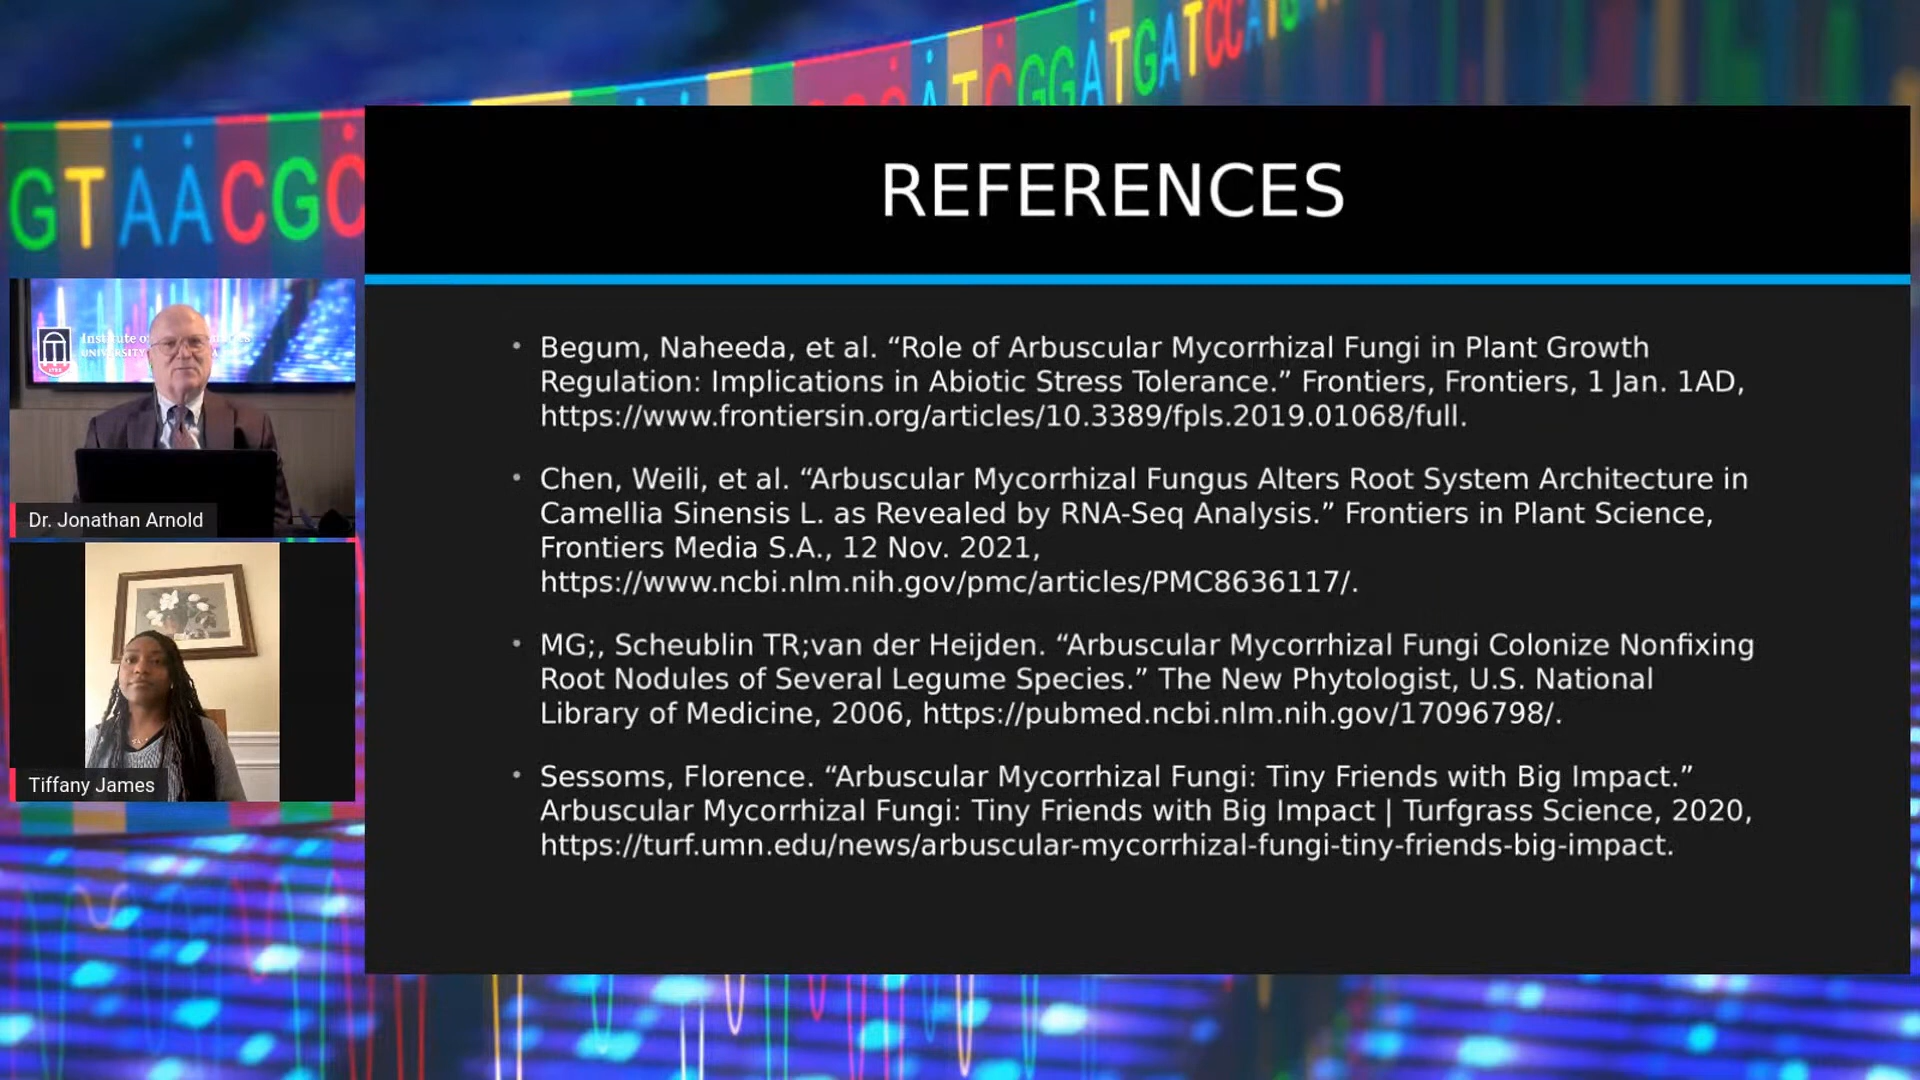 GTAACGC
ATCGGATGATCCATG
REFERENCES
Institute of
UNIVERSITY
Dr. Jonathan Arnold
Tiffany James
• Begum, Naheeda, et al. “Role of Arbuscular Mycorrhizal Fungi in Plant Growth
Regulation: Implications in Abiotic Stress Tolerance.” Frontiers, Frontiers, 1 Jan. 1AD,
https://www.frontiersin.org/articles/10.3389/fpls.2019.01068/full.
• Chen, Weili, et al. “Arbuscular Mycorrhizal Fungus Alters Root System Architecture in
Camellia Sinensis L. as Revealed by RNA-Seq Analysis.” Frontiers in Plant Science,
Frontiers Media S.A., 12 Nov. 2021,
https://www.ncbi.nlm.nih.gov/pmc/articles/PMC8636117/.
• MG;, Scheublin TR;van der Heijden. “Arbuscular Mycorrhizal Fungi Colonize Nonfixing
Root Nodules of Several Legume Species.” The New Phytologist, U.S. National
Library of Medicine, 2006, https://pubmed.ncbi.nlm.nih.gov/17096798/.
• Sessoms, Florence. “Arbuscular Mycorrhizal Fungi: Tiny Friends with Big Impact.”
Arbuscular Mycorrhizal Fungi: Tiny Friends with Big Impact | Turfgrass Science, 2020,
https://turf.umn.edu/news/arbuscular-mycorrhizal-fungi-tiny-friends-big-impact.